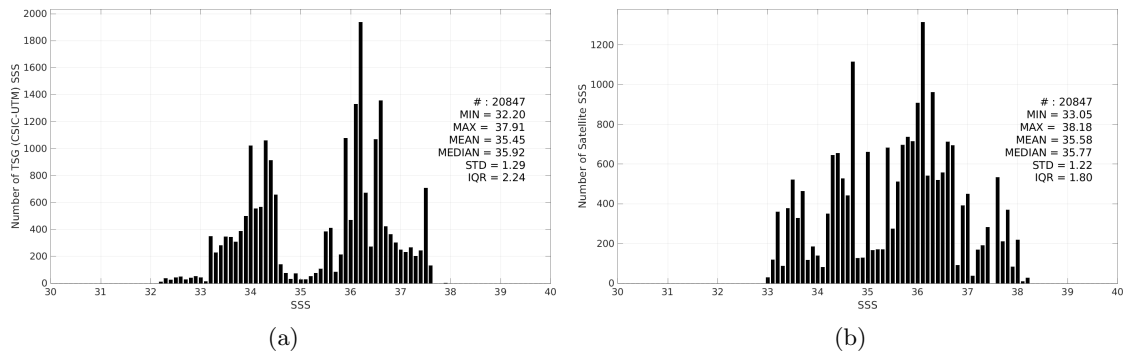 Number of TSG (CSIC-UTM) SSS
2000
1800
1600
1400
1200
1000
800
600
400
200
0
30 31 32 33 34 35 36 37 38 39 40
SSS
# : 20847
MIN = 32.20
MAX = 37.91
MEAN = 35.45
MEDIAN = 35.92
STD = 1.29
IQR = 2.24
(a)
Number of Satellite SSS
1200
1000
800
600
400
200
0
30 31 32 33 34 35 36 37 38 39 40
SSS
# : 20847
MIN = 33.05
MAX = 38.18
MEAN = 35.58
MEDIAN = 35.77
STD = 1.22
IQR = 1.80
(b)